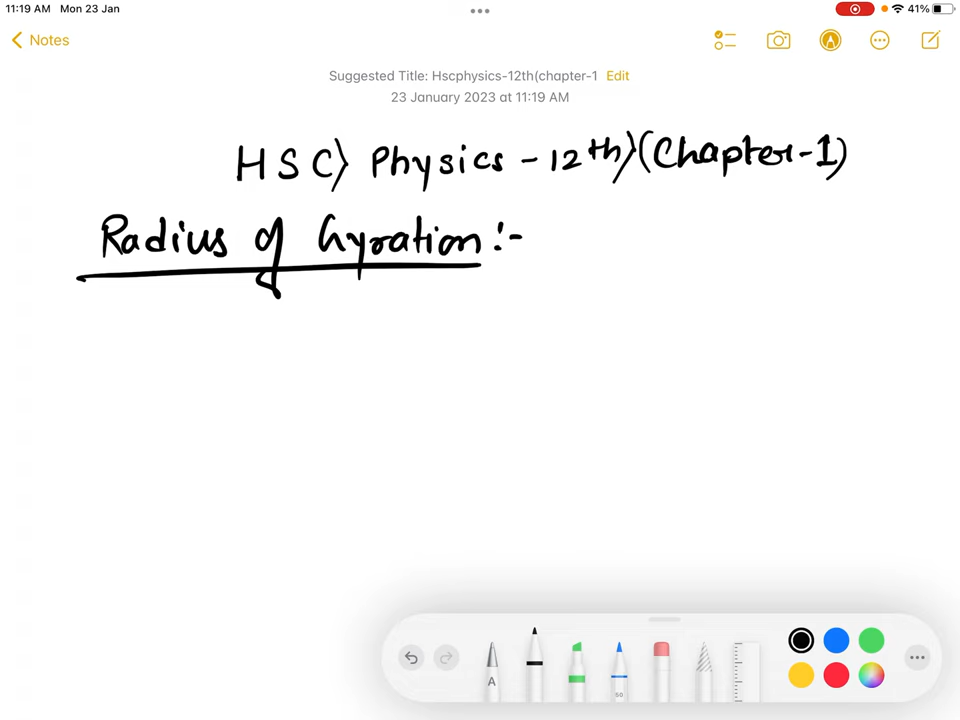 11:19 AM Mon 23 Jan 41%
Notes
Suggested Title: Hscphysics-12th(chapter-1 Edit
23 January 2023 at 11:19 AM
HSC) Physics - 12th) (Chapter-1)
Radius of Gyration :-
A
50